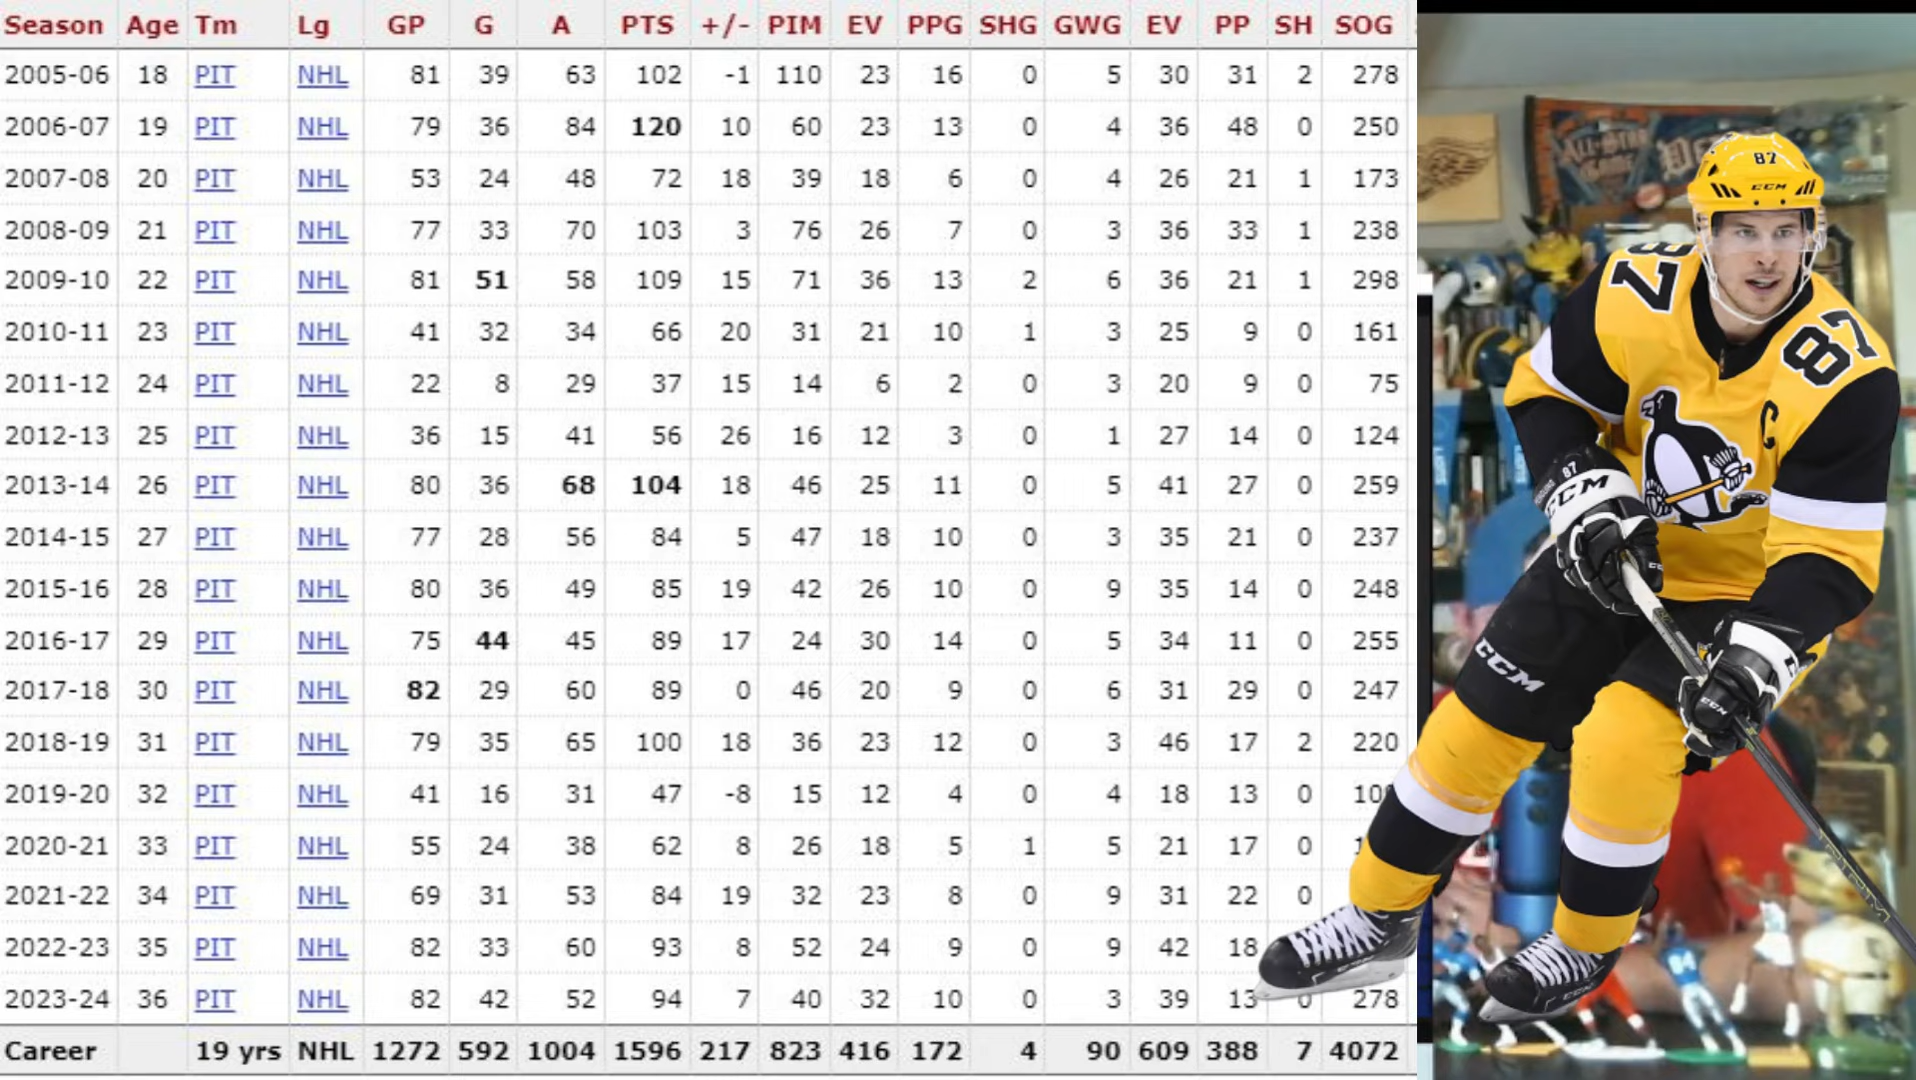 Season Age Tm Lg GP G A PTS +/- PIM EV PPG SHG GWG EV PP SH SOG
2005-06 18 PIT NHL 81 39 63 102 -1 110 23 16 0 5 30 31 2 278
2006-07 19 PIT NHL 79 36 84 120 10 60 23 13 0 4 36 48 0 250
2007-08 20 PIT NHL 53 24 48 72 18 39 18 6 0 4 26 21 1 173
2008-09 21 PIT NHL 77 33 70 103 3 76 26 7 0 3 36 33 1 238
2009-10 22 PIT NHL 81 51 58 109 15 71 36 13 2 6 36 21 1 298
2010-11 23 PIT NHL 41 32 34 66 20 31 21 10 1 3 25 9 0 161
2011-12 24 PIT NHL 22 8 29 37 15 14 6 2 0 3 20 9 0 75
2012-13 25 PIT NHL 36 15 41 56 26 16 12 3 0 1 27 14 0 124
2013-14 26 PIT NHL 80 36 68 104 18 46 25 11 0 5 41 27 0 259
2014-15 27 PIT NHL 77 28 56 84 5 47 18 10 0 3 35 21 0 237
2015-16 28 PIT NHL 80 36 49 85 19 42 26 10 0 9 35 14 0 248
2016-17 29 PIT NHL 75 44 45 89 17 24 30 14 0 5 34 11 0 255
2017-18 30 PIT NHL 82 29 60 89 0 46 20 9 0 6 31 29 0 247
2018-19 31 PIT NHL 79 35 65 100 18 36 23 12 0 3 46 17 2 220
2019-20 32 PIT NHL 41 16 31 47 -8 15 12 4 0 4 18 13 0
2020-21 33 PIT NHL 55 24 38 62 8 26 18 5 1 5 21 17 0
2021-22 34 PIT NHL 69 31 53 84 19 32 23 8 0 9 31 22 0
2022-23 35 PIT NHL 82 33 60 93 8 52 24 9 0 9 42 18
2023-24 36 PIT NHL 82 42 52 94 7 40 32 10 0 3 39 13 0 278
Career 19 yrs NHL 1272 592 1004 1596 217 823 416 172 4 90 609 388 7 4072
ALL-STAR
GAME
87
CCM
87
87
C
87
CCM
CCM
CCM
84